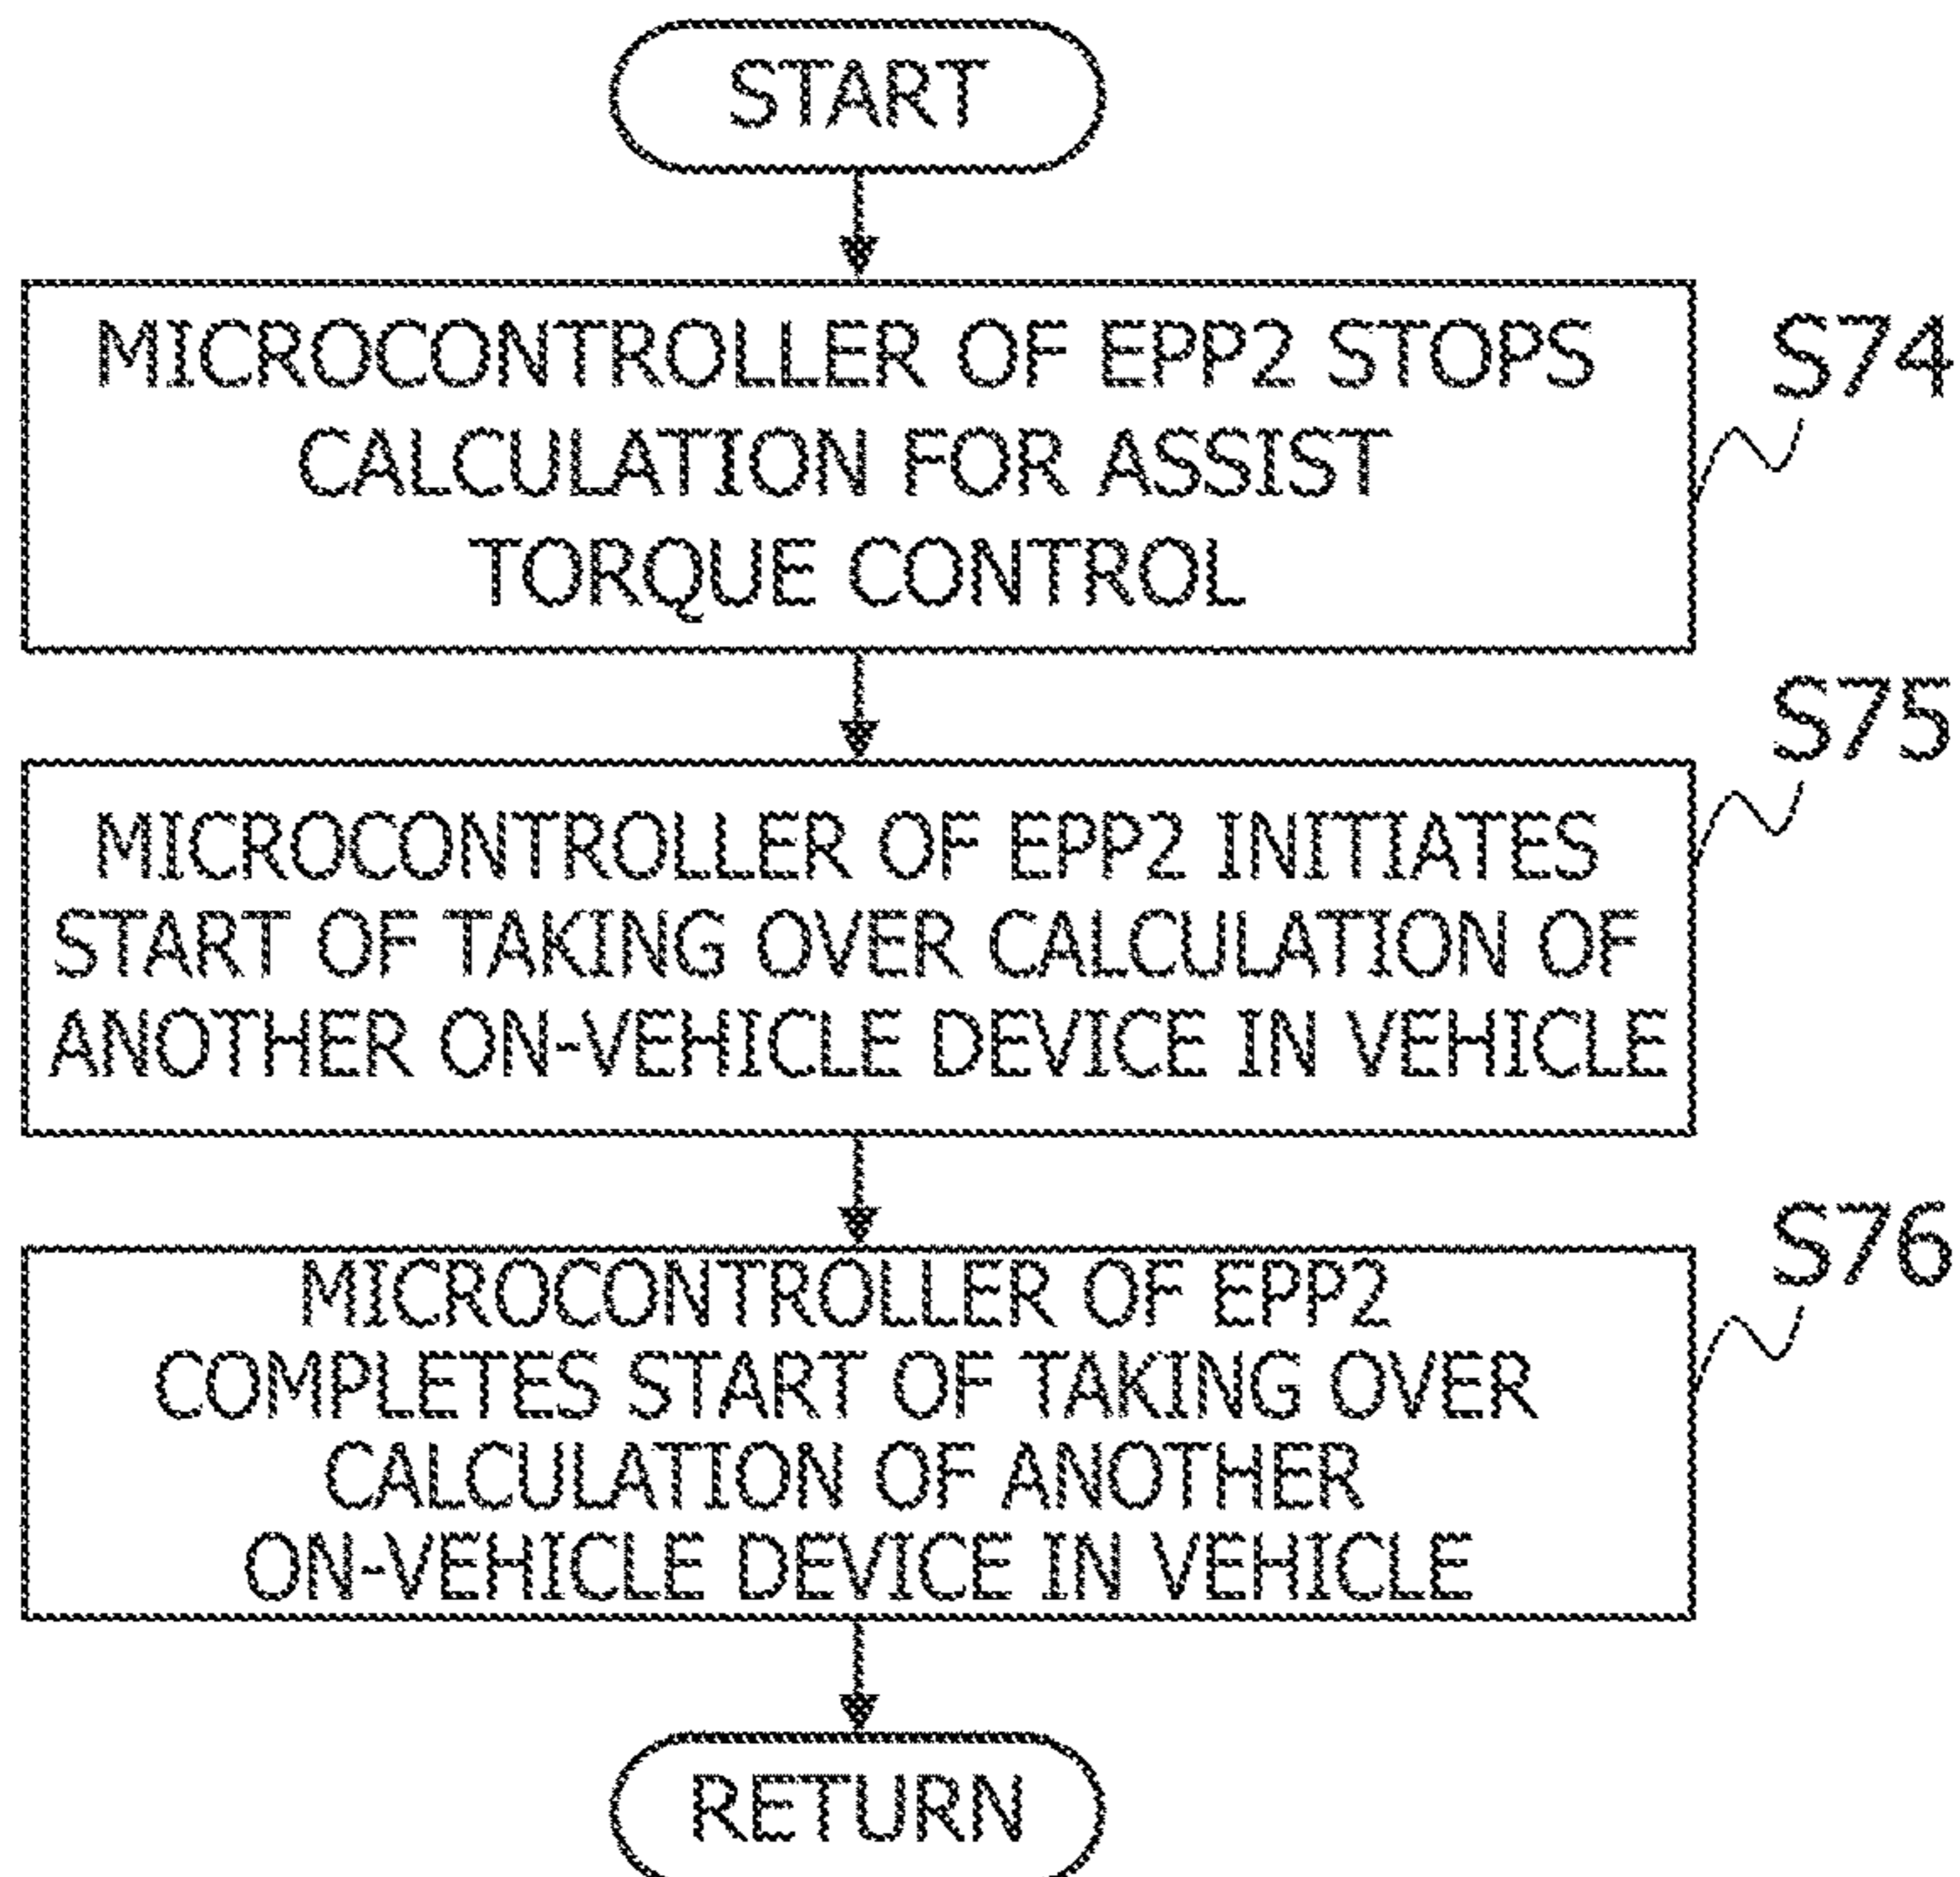 START
MICROCONTROLLER OF EPP2 STOPS
CALCULATION FOR ASSIST
TORQUE CONTROL
S74
MICROCONTROLLER OF EPP2 INITIATES
START OF TAKING OVER CALCULATION OF
ANOTHER ON-VEHICLE DEVICE IN VEHICLE
S75
MICROCONTROLLER OF EPP2
COMPLETES START OF TAKING OVER
CALCULATION OF ANOTHER
ON-VEHICLE DEVICE IN VEHICLE
S76
RETURN